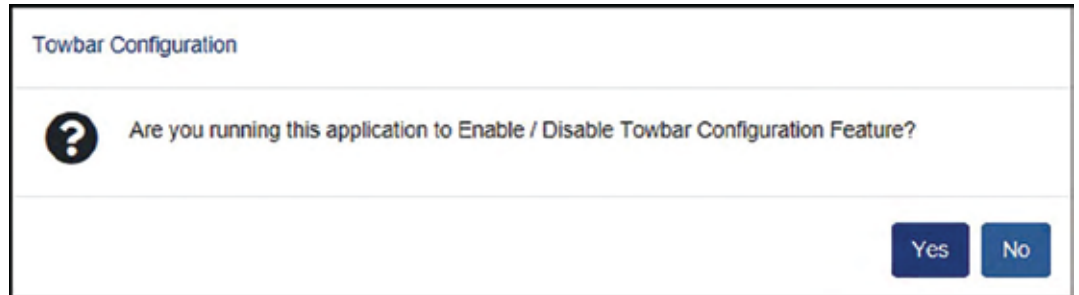 Towbar Configuration
Are you running this application to Enable / Disable Towbar Configuration Feature?
Yes
No